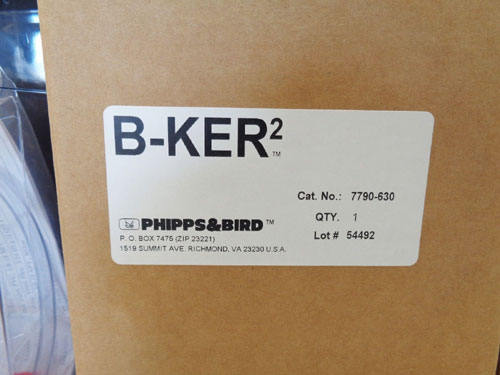 B-KER²™
Cat. No.: 7790-630
QTY. 1
Lot # 54492
PHIPPS&BIRD™
P. O. BOX 7475 (ZIP 23221)
1519 SUMMIT AVE. RICHMOND, VA 23230 U.S.A.